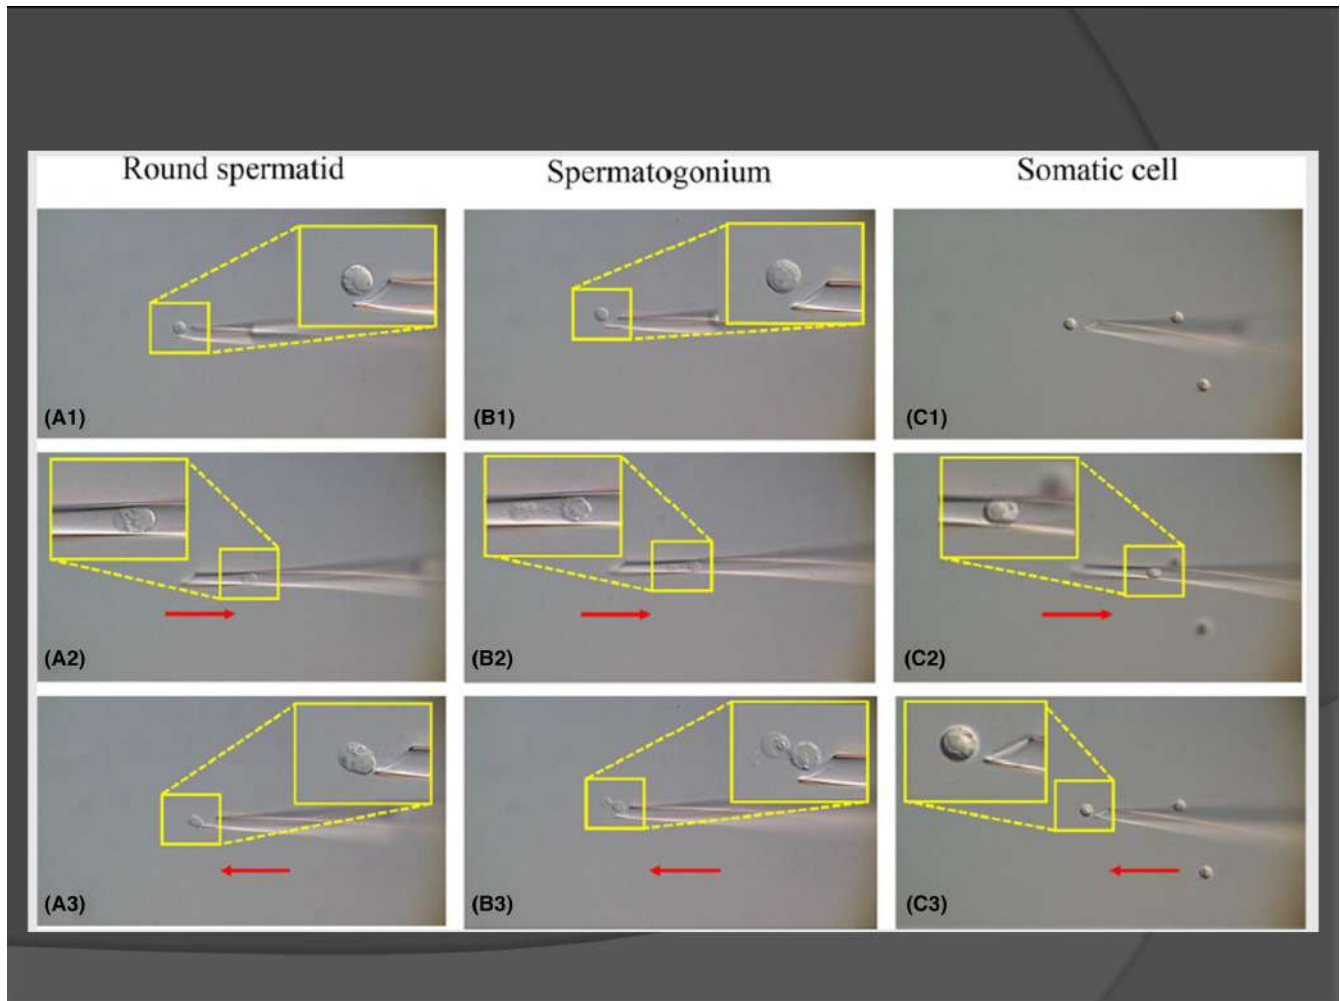 Round spermatid
Spermatogonium
Somatic cell
(A1)
(B1)
(C1)
(A2)
(B2)
(C2)
(A3)
(B3)
(C3)